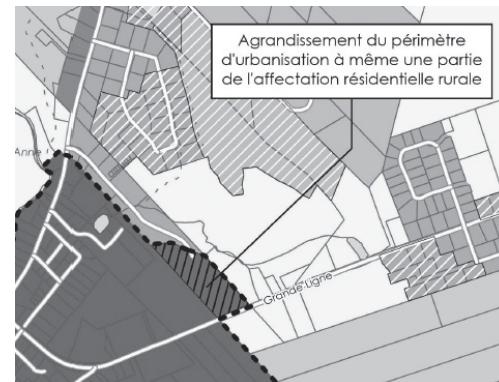 Agrandissement du périmètre
d'urbanisation à même une partie
de l'affectation résidentielle rurale
Anne
Grande-Ligne